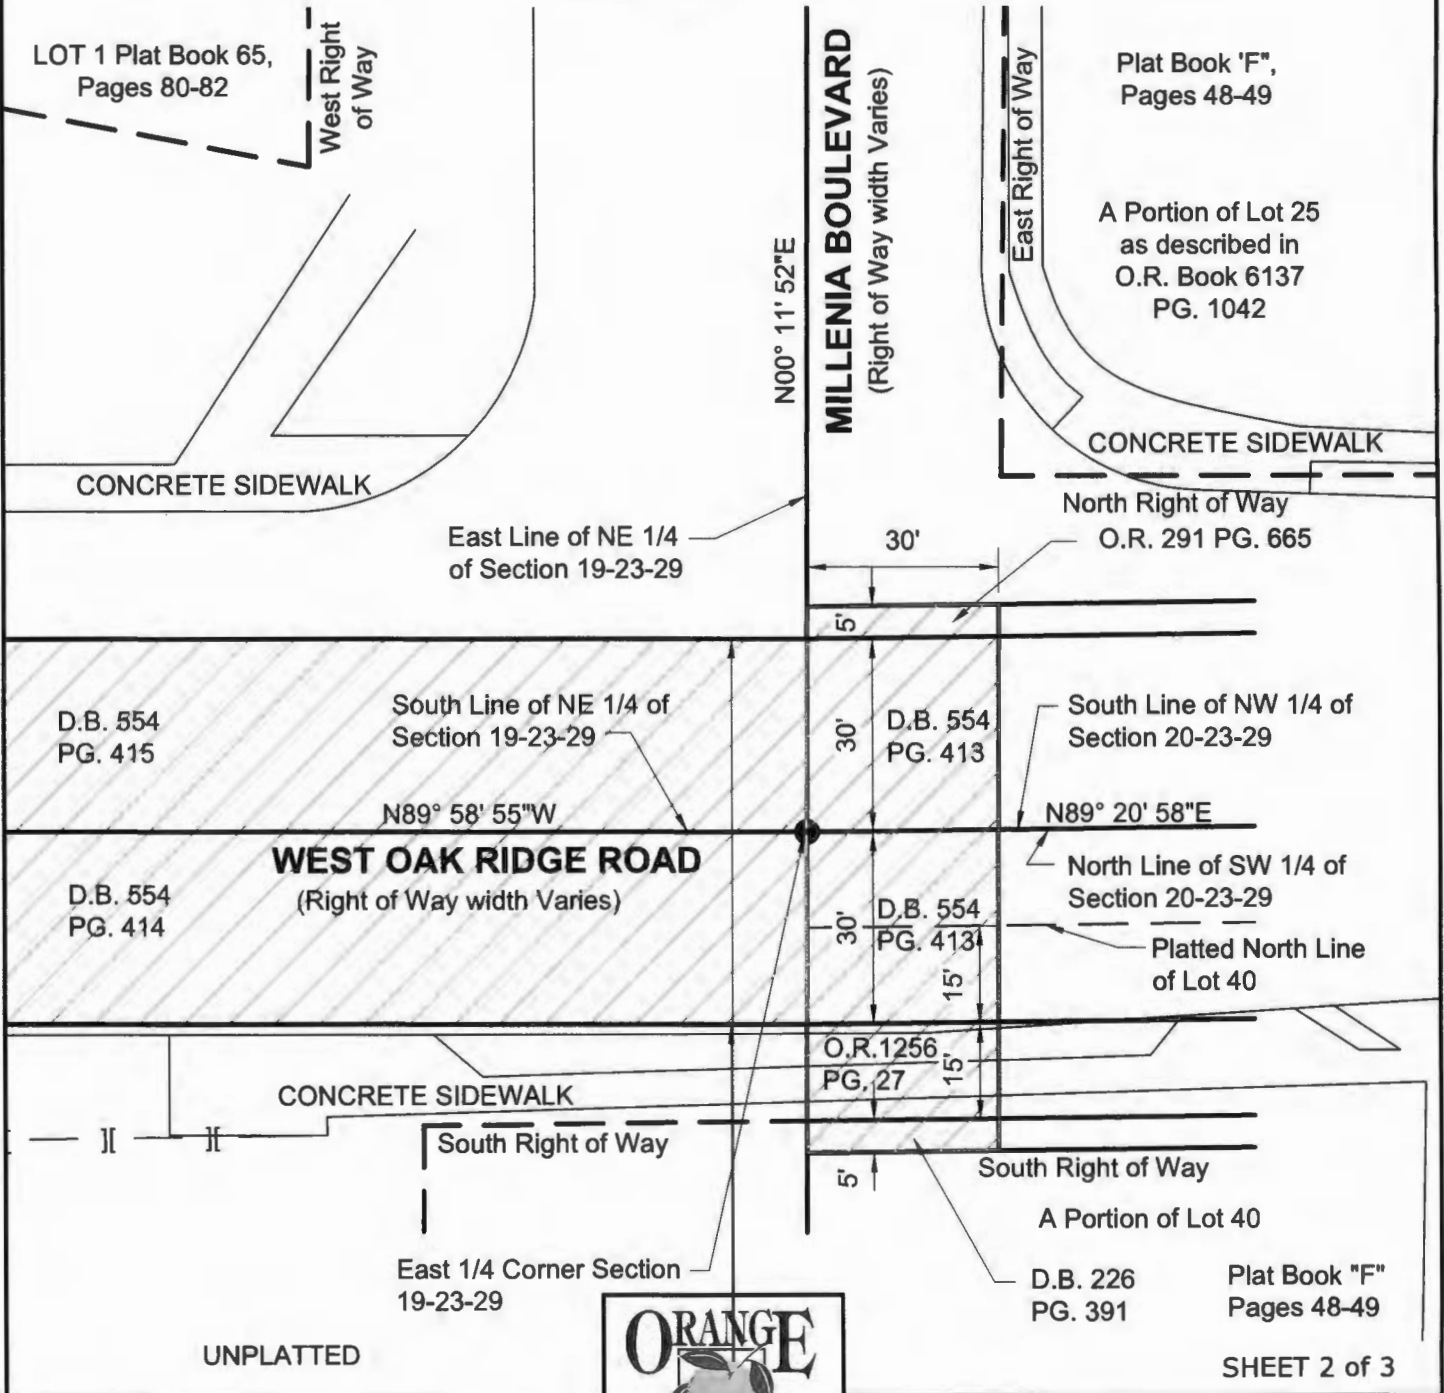 LOT 1 Plat Book 65,
Pages 80-82
West Right
of Way
MILLENIA BOULEVARD
(Right of Way width Varies)
N00° 11' 52"E
East Right of Way
Plat Book 'F",
Pages 48-49
A Portion of Lot 25
as described in
O.R. Book 6137
PG. 1042
CONCRETE SIDEWALK
CONCRETE SIDEWALK
North Right of Way
O.R. 291 PG. 665
East Line of NE 1/4
of Section 19-23-29
30'
5'
D.B. 554
PG. 415
South Line of NE 1/4 of
Section 19-23-29
30'
D.B. 554
PG. 413
South Line of NW 1/4 of
Section 20-23-29
N89° 58' 55"W
N89° 20' 58"E
WEST OAK RIDGE ROAD
(Right of Way width Varies)
D.B. 554
PG. 414
30'
D.B. 554
PG. 413
North Line of SW 1/4 of
Section 20-23-29
Platted North Line
of Lot 40
15'
O.R.1256
PG. 27
15'
CONCRETE SIDEWALK
South Right of Way
5'
South Right of Way
A Portion of Lot 40
East 1/4 Corner Section
19-23-29
D.B. 226
PG. 391
Plat Book "F"
Pages 48-49
UNPLATTED
ORANGE
SHEET 2 of 3